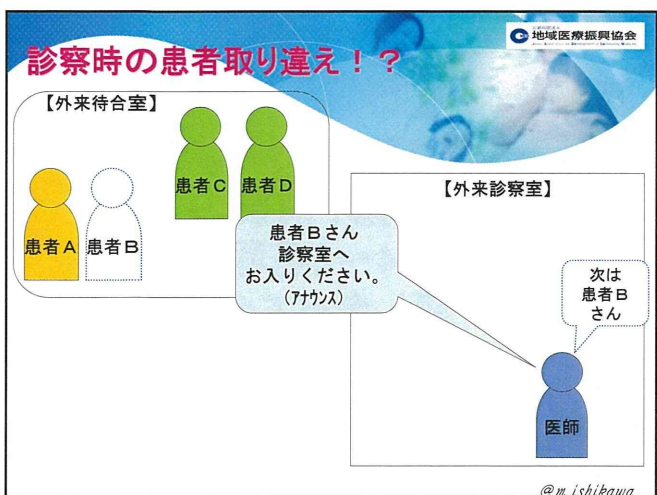 地域医療振興協会
診察時の患者取り違え！？
【外来待合室】
患者C
患者D
患者A
患者B
【外来診察室】
患者Bさん
診察室へ
お入りください。
（ｱﾅｳﾝｽ）
次は
患者B
さん
医師
@m.ishikawa